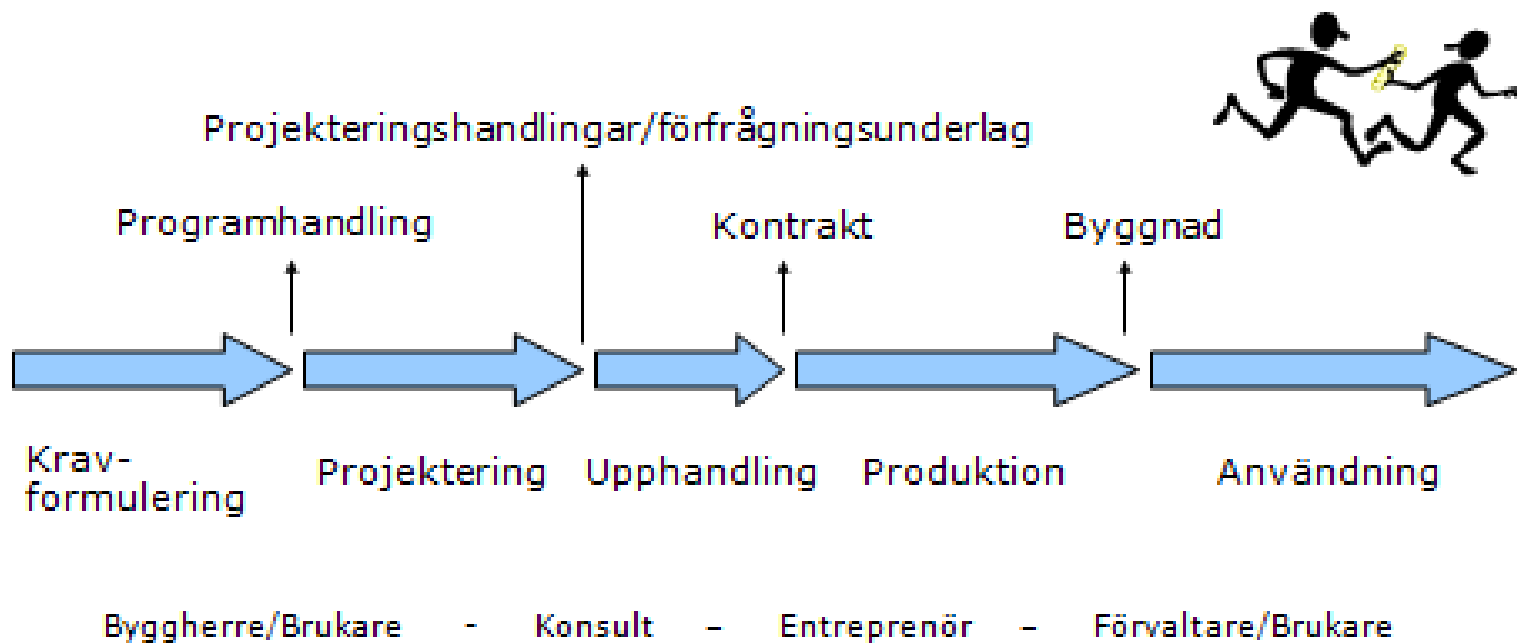 Projekteringshandlingar/förfrågningsunderlag
Programhandling
Kontrakt
Byggnad
Krav-
formulering
Projektering
Upphandling
Produktion
Användning
Byggherre/Brukare - Konsult – Entreprenör – Förvaltare/Brukare